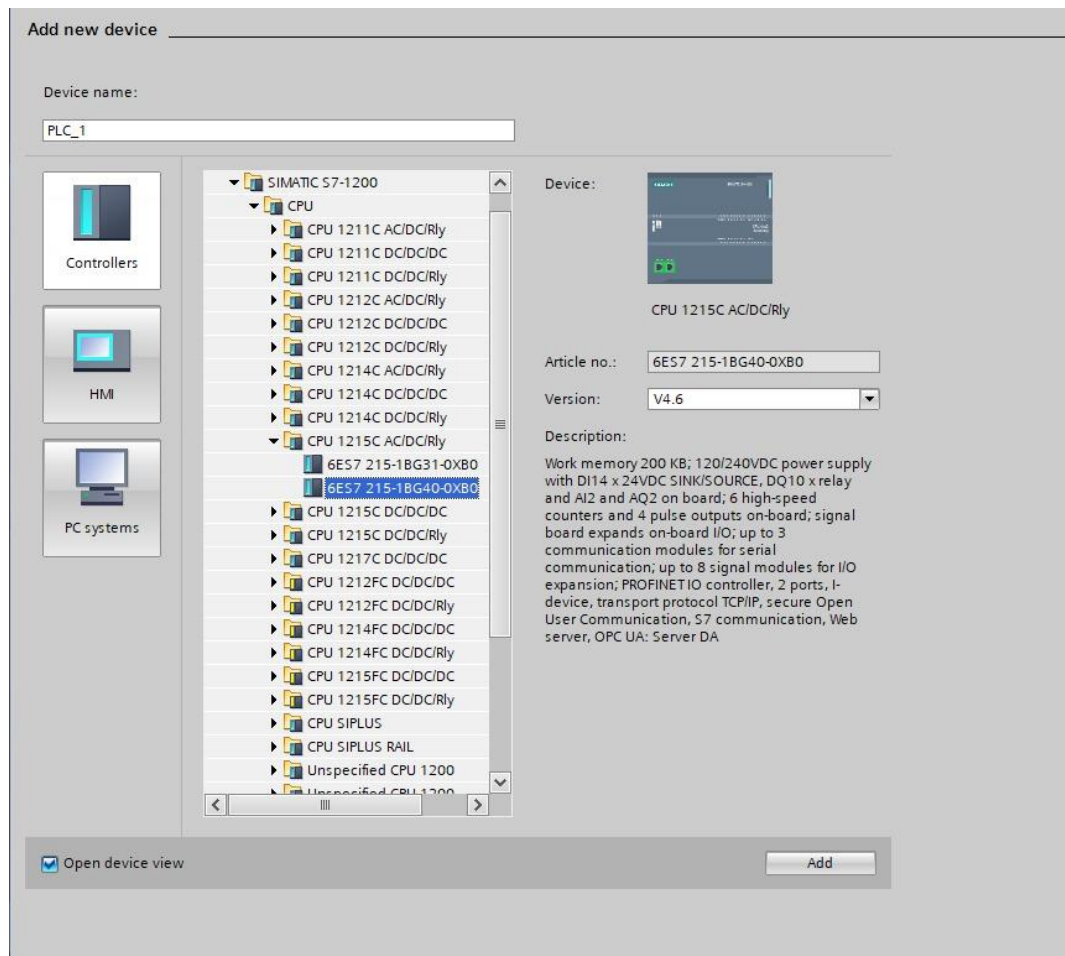 Add new device
Device name:
PLC_1
Controllers
HMI
PC systems
SIMATIC S7-1200
CPU
CPU 1211C AC/DC/Rly
CPU 1211C DC/DC/DC
CPU 1211C DC/DC/Rly
CPU 1212C AC/DC/Rly
CPU 1212C DC/DC/DC
CPU 1212C DC/DC/Rly
CPU 1214C AC/DC/Rly
CPU 1214C DC/DC/DC
CPU 1214C DC/DC/Rly
CPU 1215C AC/DC/Rly
6ES7 215-1BG31-0XB0
6ES7 215-1BG40-0XB0
CPU 1215C DC/DC/DC
CPU 1215C DC/DC/Rly
CPU 1217C DC/DC/DC
CPU 1212FC DC/DC/DC
CPU 1212FC DC/DC/Rly
CPU 1214FC DC/DC/DC
CPU 1214FC DC/DC/Rly
CPU 1215FC DC/DC/DC
CPU 1215FC DC/DC/Rly
CPU SIPLUS
CPU SIPLUS RAIL
Unspecified CPU 1200
Unspecified CPU 1200
Device:
CPU 1215C AC/DC/Rly
Article no.: 6ES7 215-1BG40-0XB0
Version: V4.6
Description:
Work memory 200 KB; 120/240VDC power supply
with DI14 x 24VDC SINK/SOURCE, DQ10 x relay
and AI2 and AQ2 on board; 6 high-speed
counters and 4 pulse outputs on-board; signal
board expands on-board I/O; up to 3
communication modules for serial
communication; up to 8 signal modules for I/O
expansion; PROFINET IO controller, 2 ports, I-
device, transport protocol TCP/IP, secure Open
User Communication, S7 communication, Web
server, OPC UA: Server DA
Open device view
Add